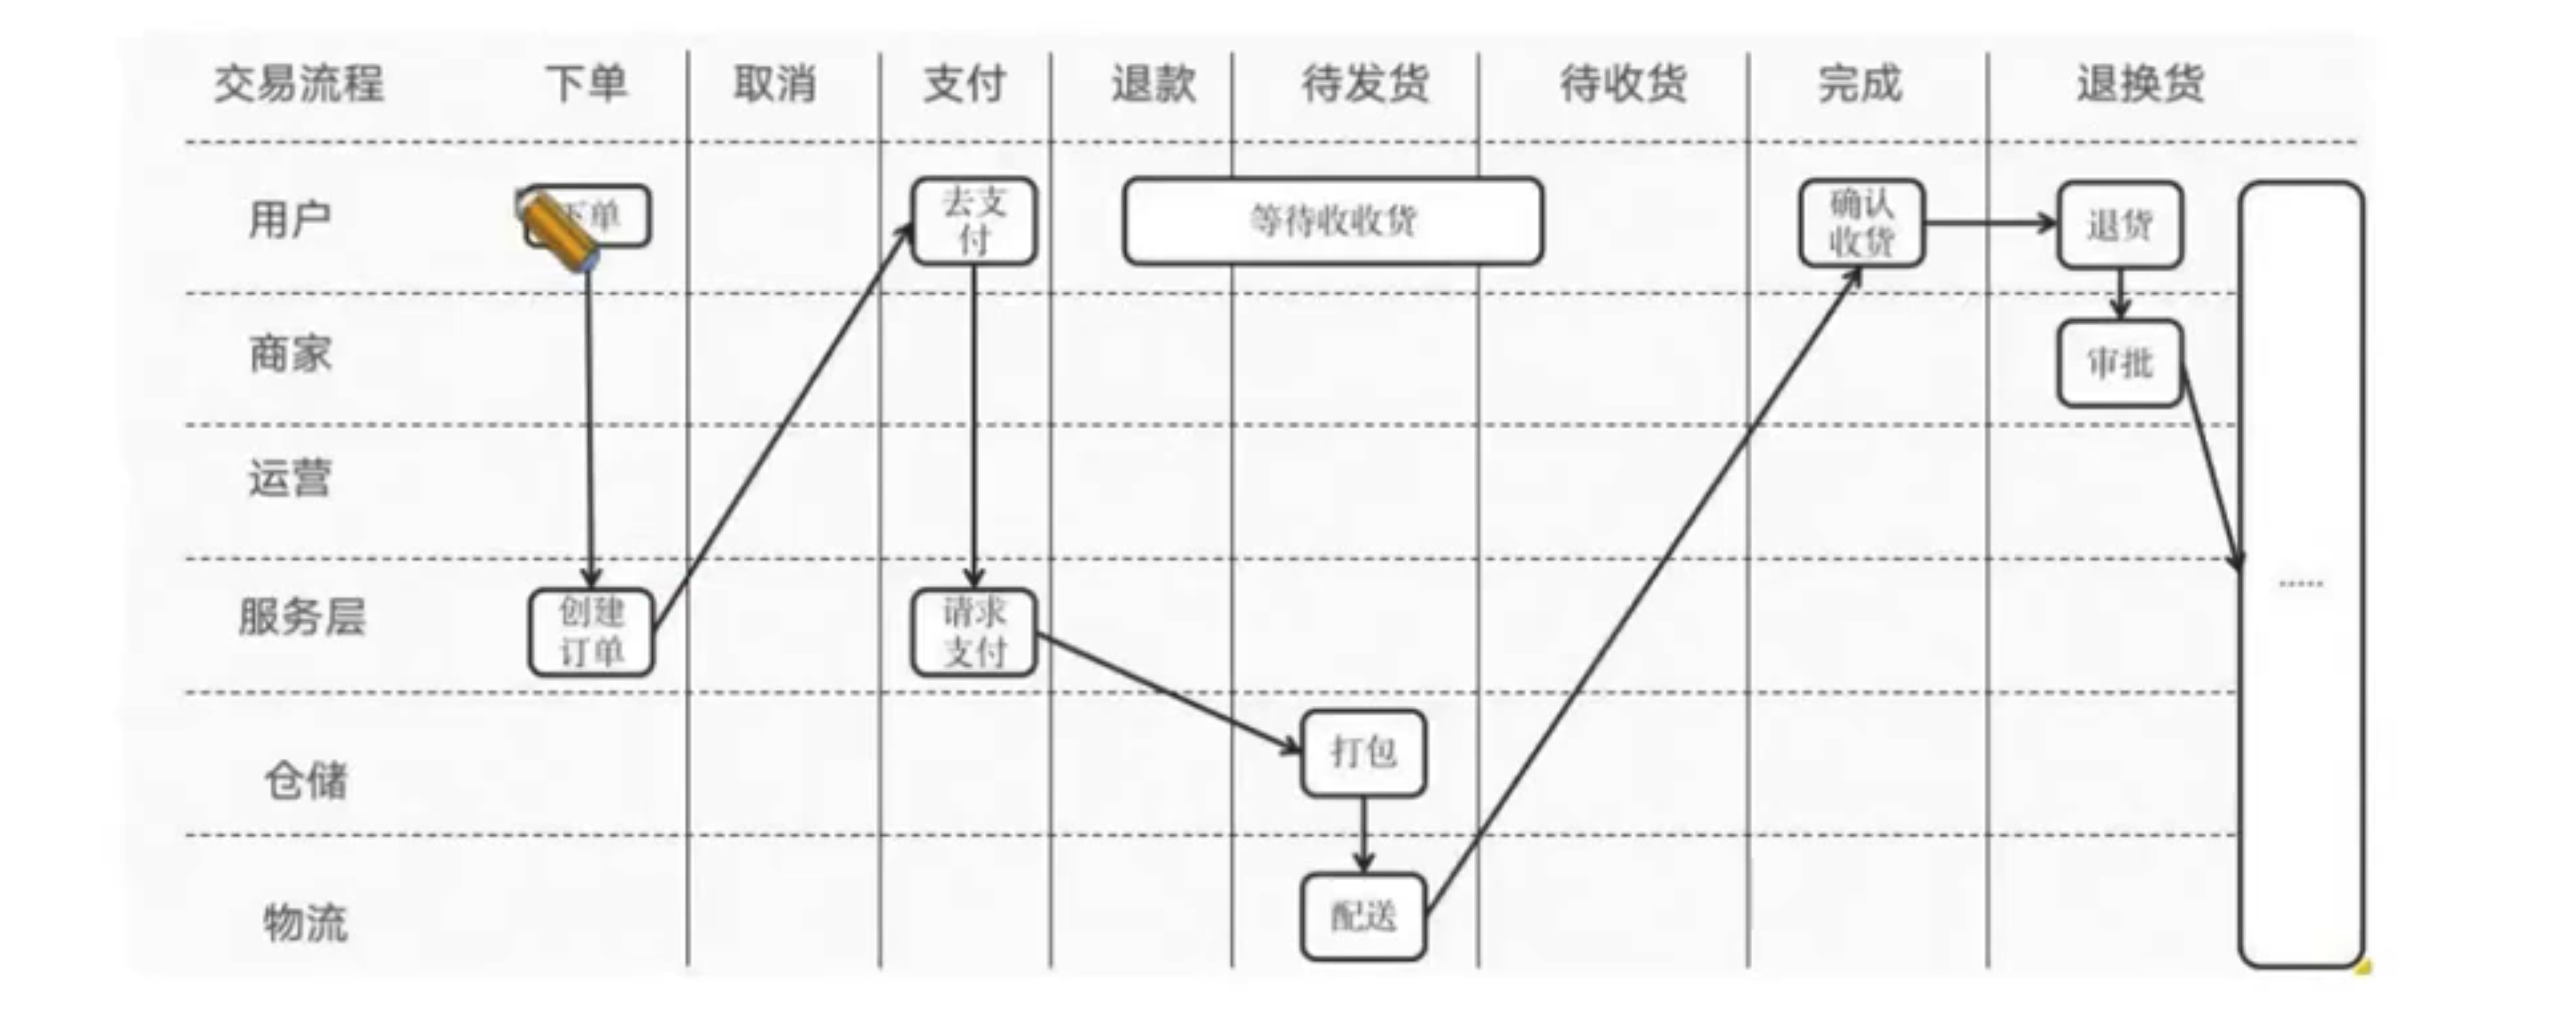 交易流程 下单 取消 支付 退款 待发货 待收货 完成 退换货
用户
下单
去支
付
等待收收货
确认
收货
退货
商家
审批
运营
服务层
创建
订单
请求
支付
.....
仓储
打包
物流
配送